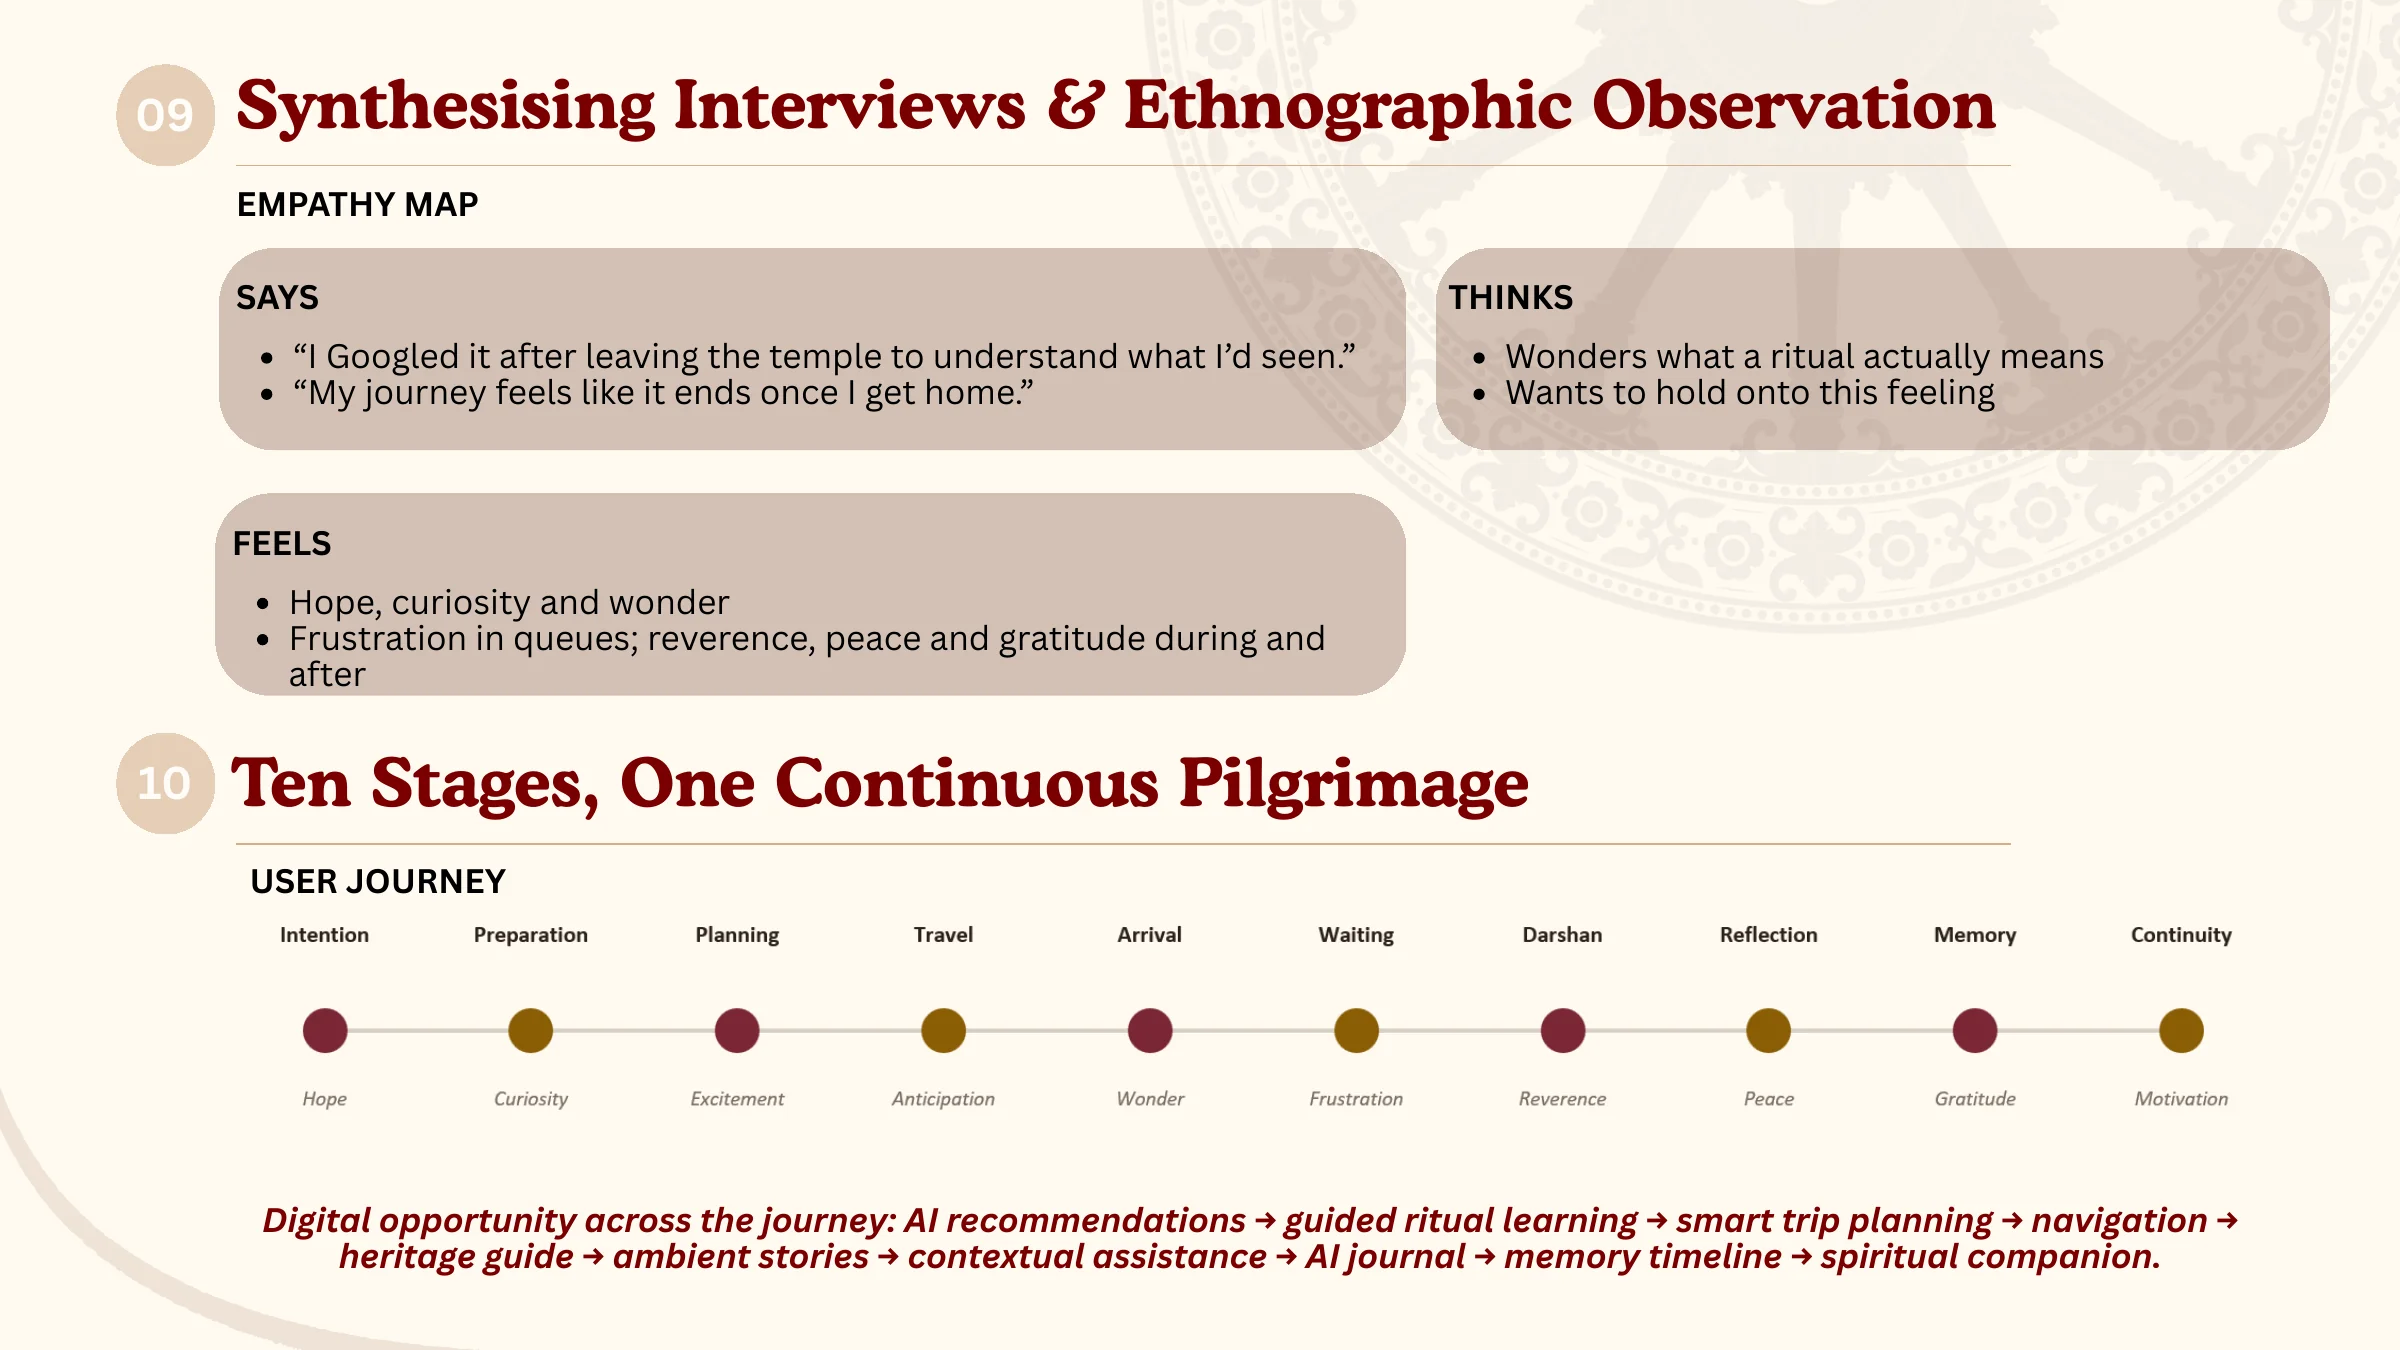 09
Synthesising Interviews & Ethnographic Observation
EMPATHY MAP
SAYS
• “I Googled it after leaving the temple to understand what I’d seen.”
• “My journey feels like it ends once I get home.”
THINKS
• Wonders what a ritual actually means
• Wants to hold onto this feeling
FEELS
• Hope, curiosity and wonder
• Frustration in queues; reverence, peace and gratitude during and
after
10
Ten Stages, One Continuous Pilgrimage
USER JOURNEY
Intention Preparation Planning Travel Arrival Waiting Darshan Reflection Memory Continuity
Hope Curiosity Excitement Anticipation Wonder Frustration Reverence Peace Gratitude Motivation
Digital opportunity across the journey: AI recommendations → guided ritual learning → smart trip planning → navigation →
heritage guide → ambient stories → contextual assistance → AI journal → memory timeline → spiritual companion.